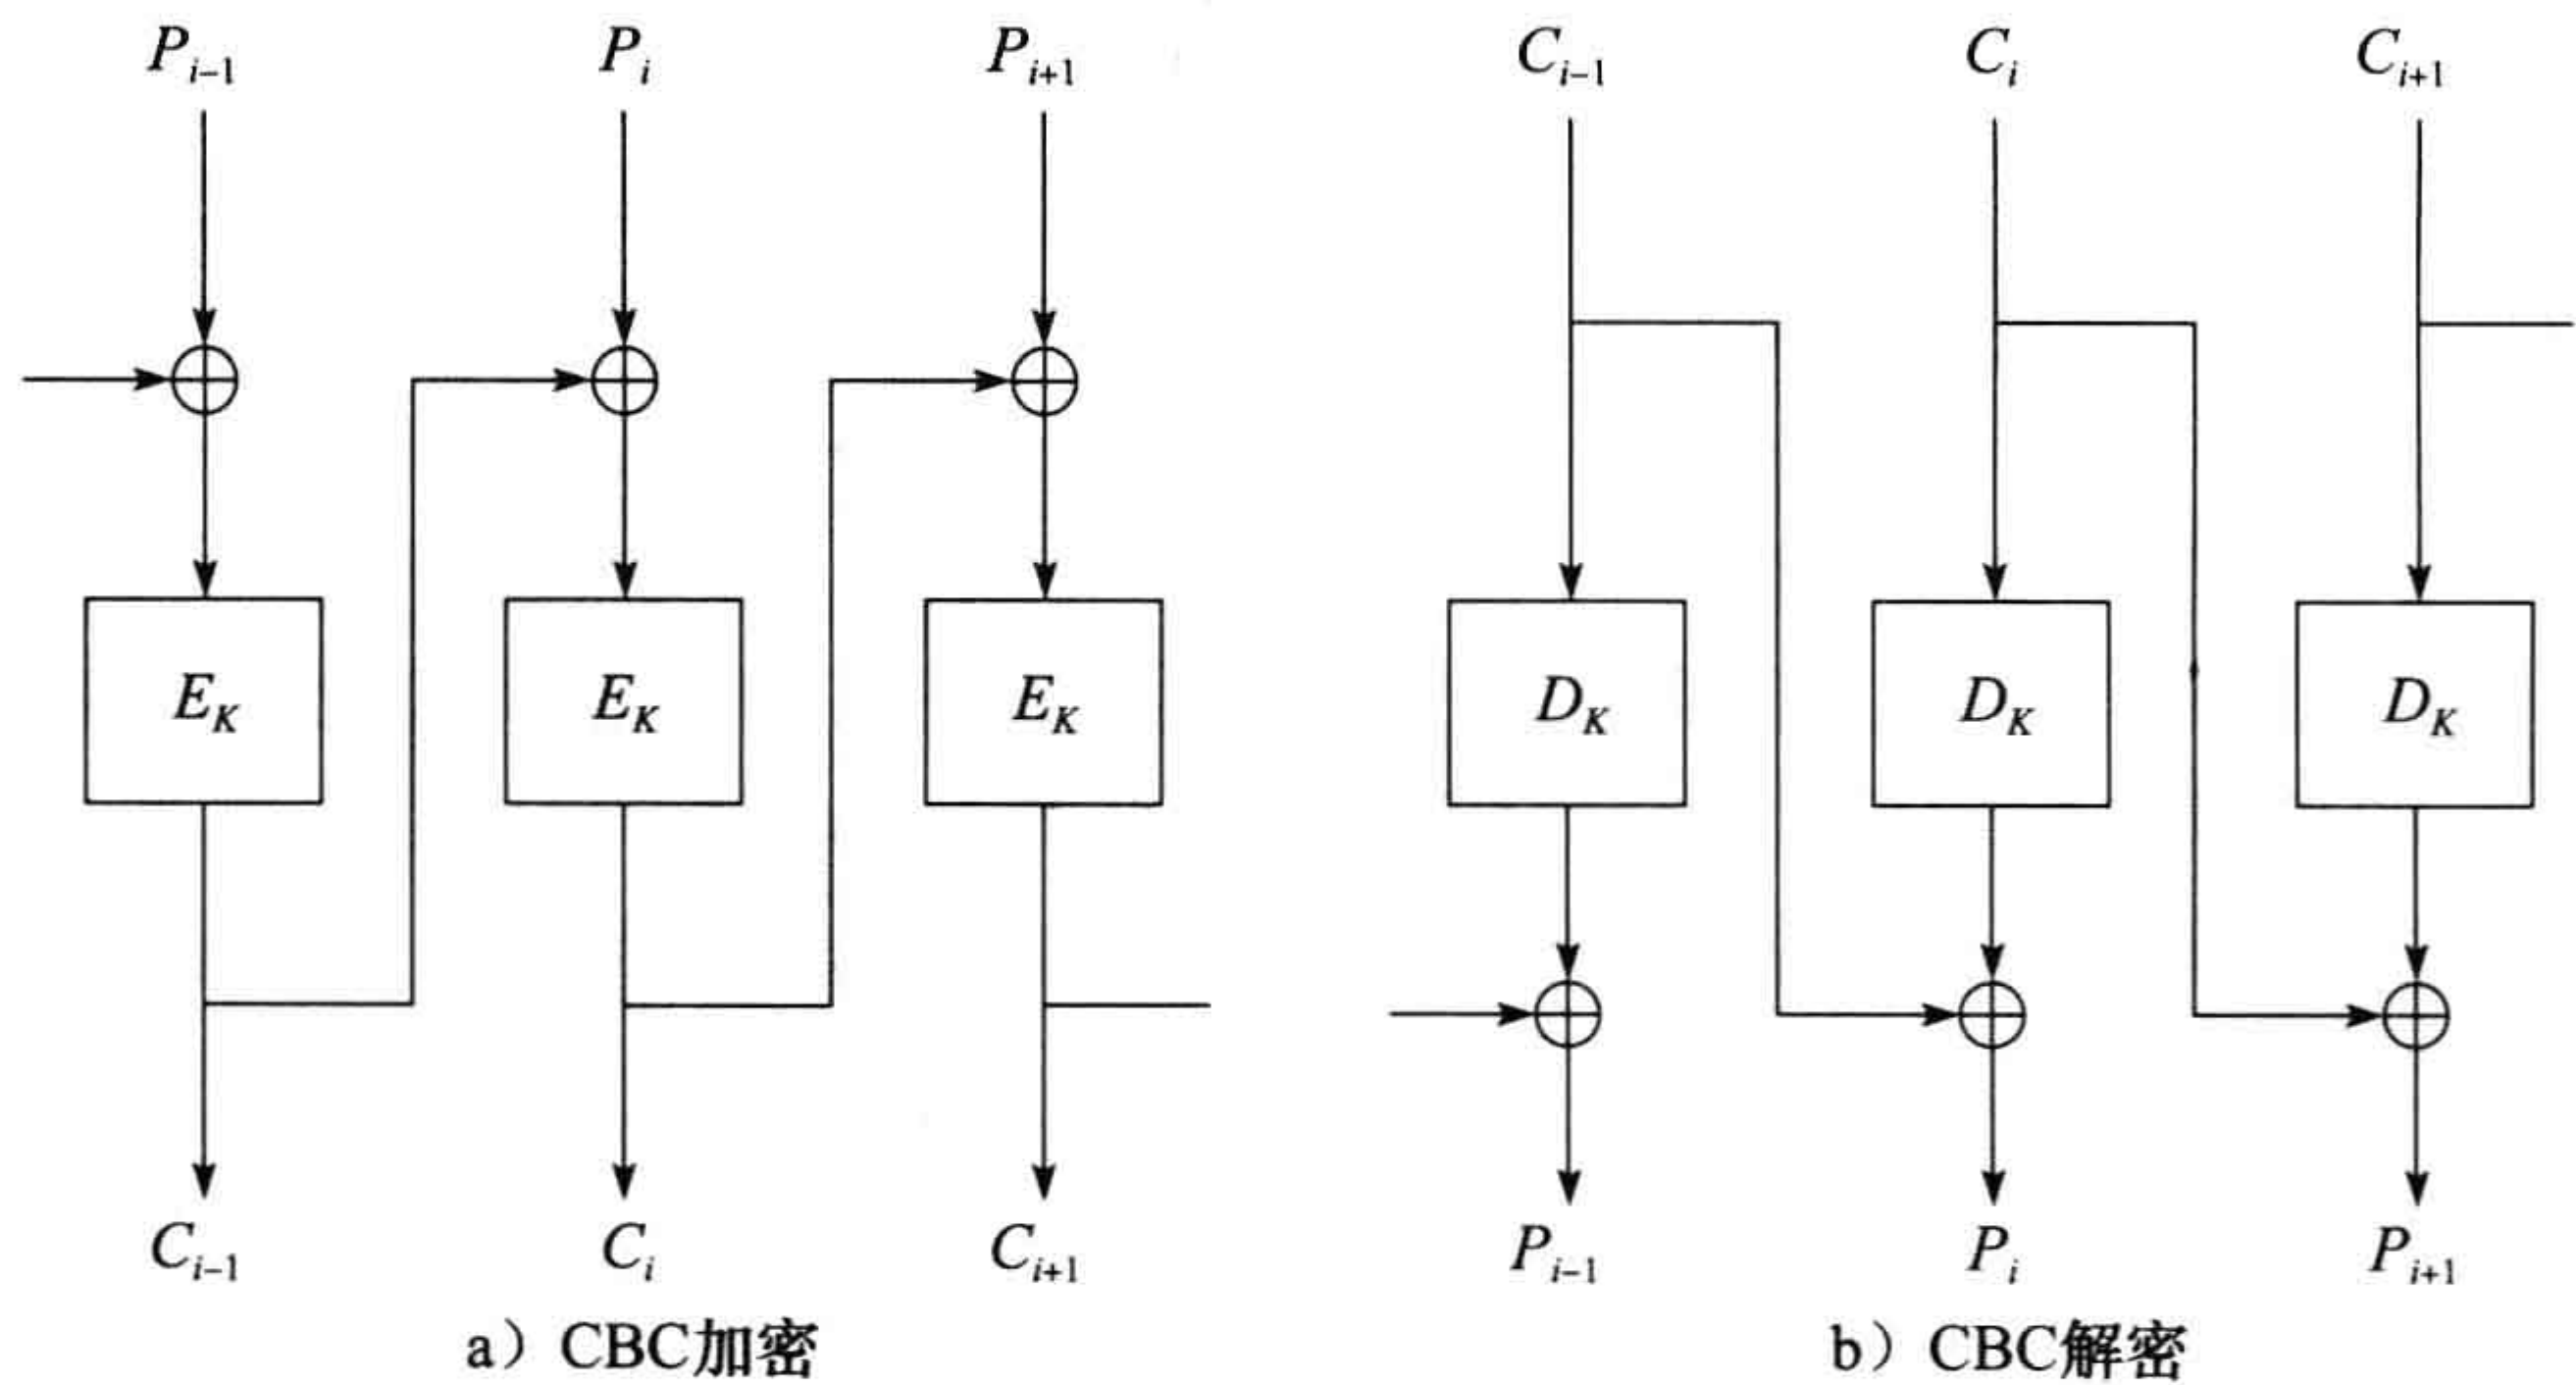 P_{i-1} P_i P_{i+1} C_{i-1} C_i C_{i+1}
E_K E_K E_K D_K D_K D_K
C_{i-1} C_i C_{i+1} P_{i-1} P_i P_{i+1}
a）CBC加密 b）CBC解密